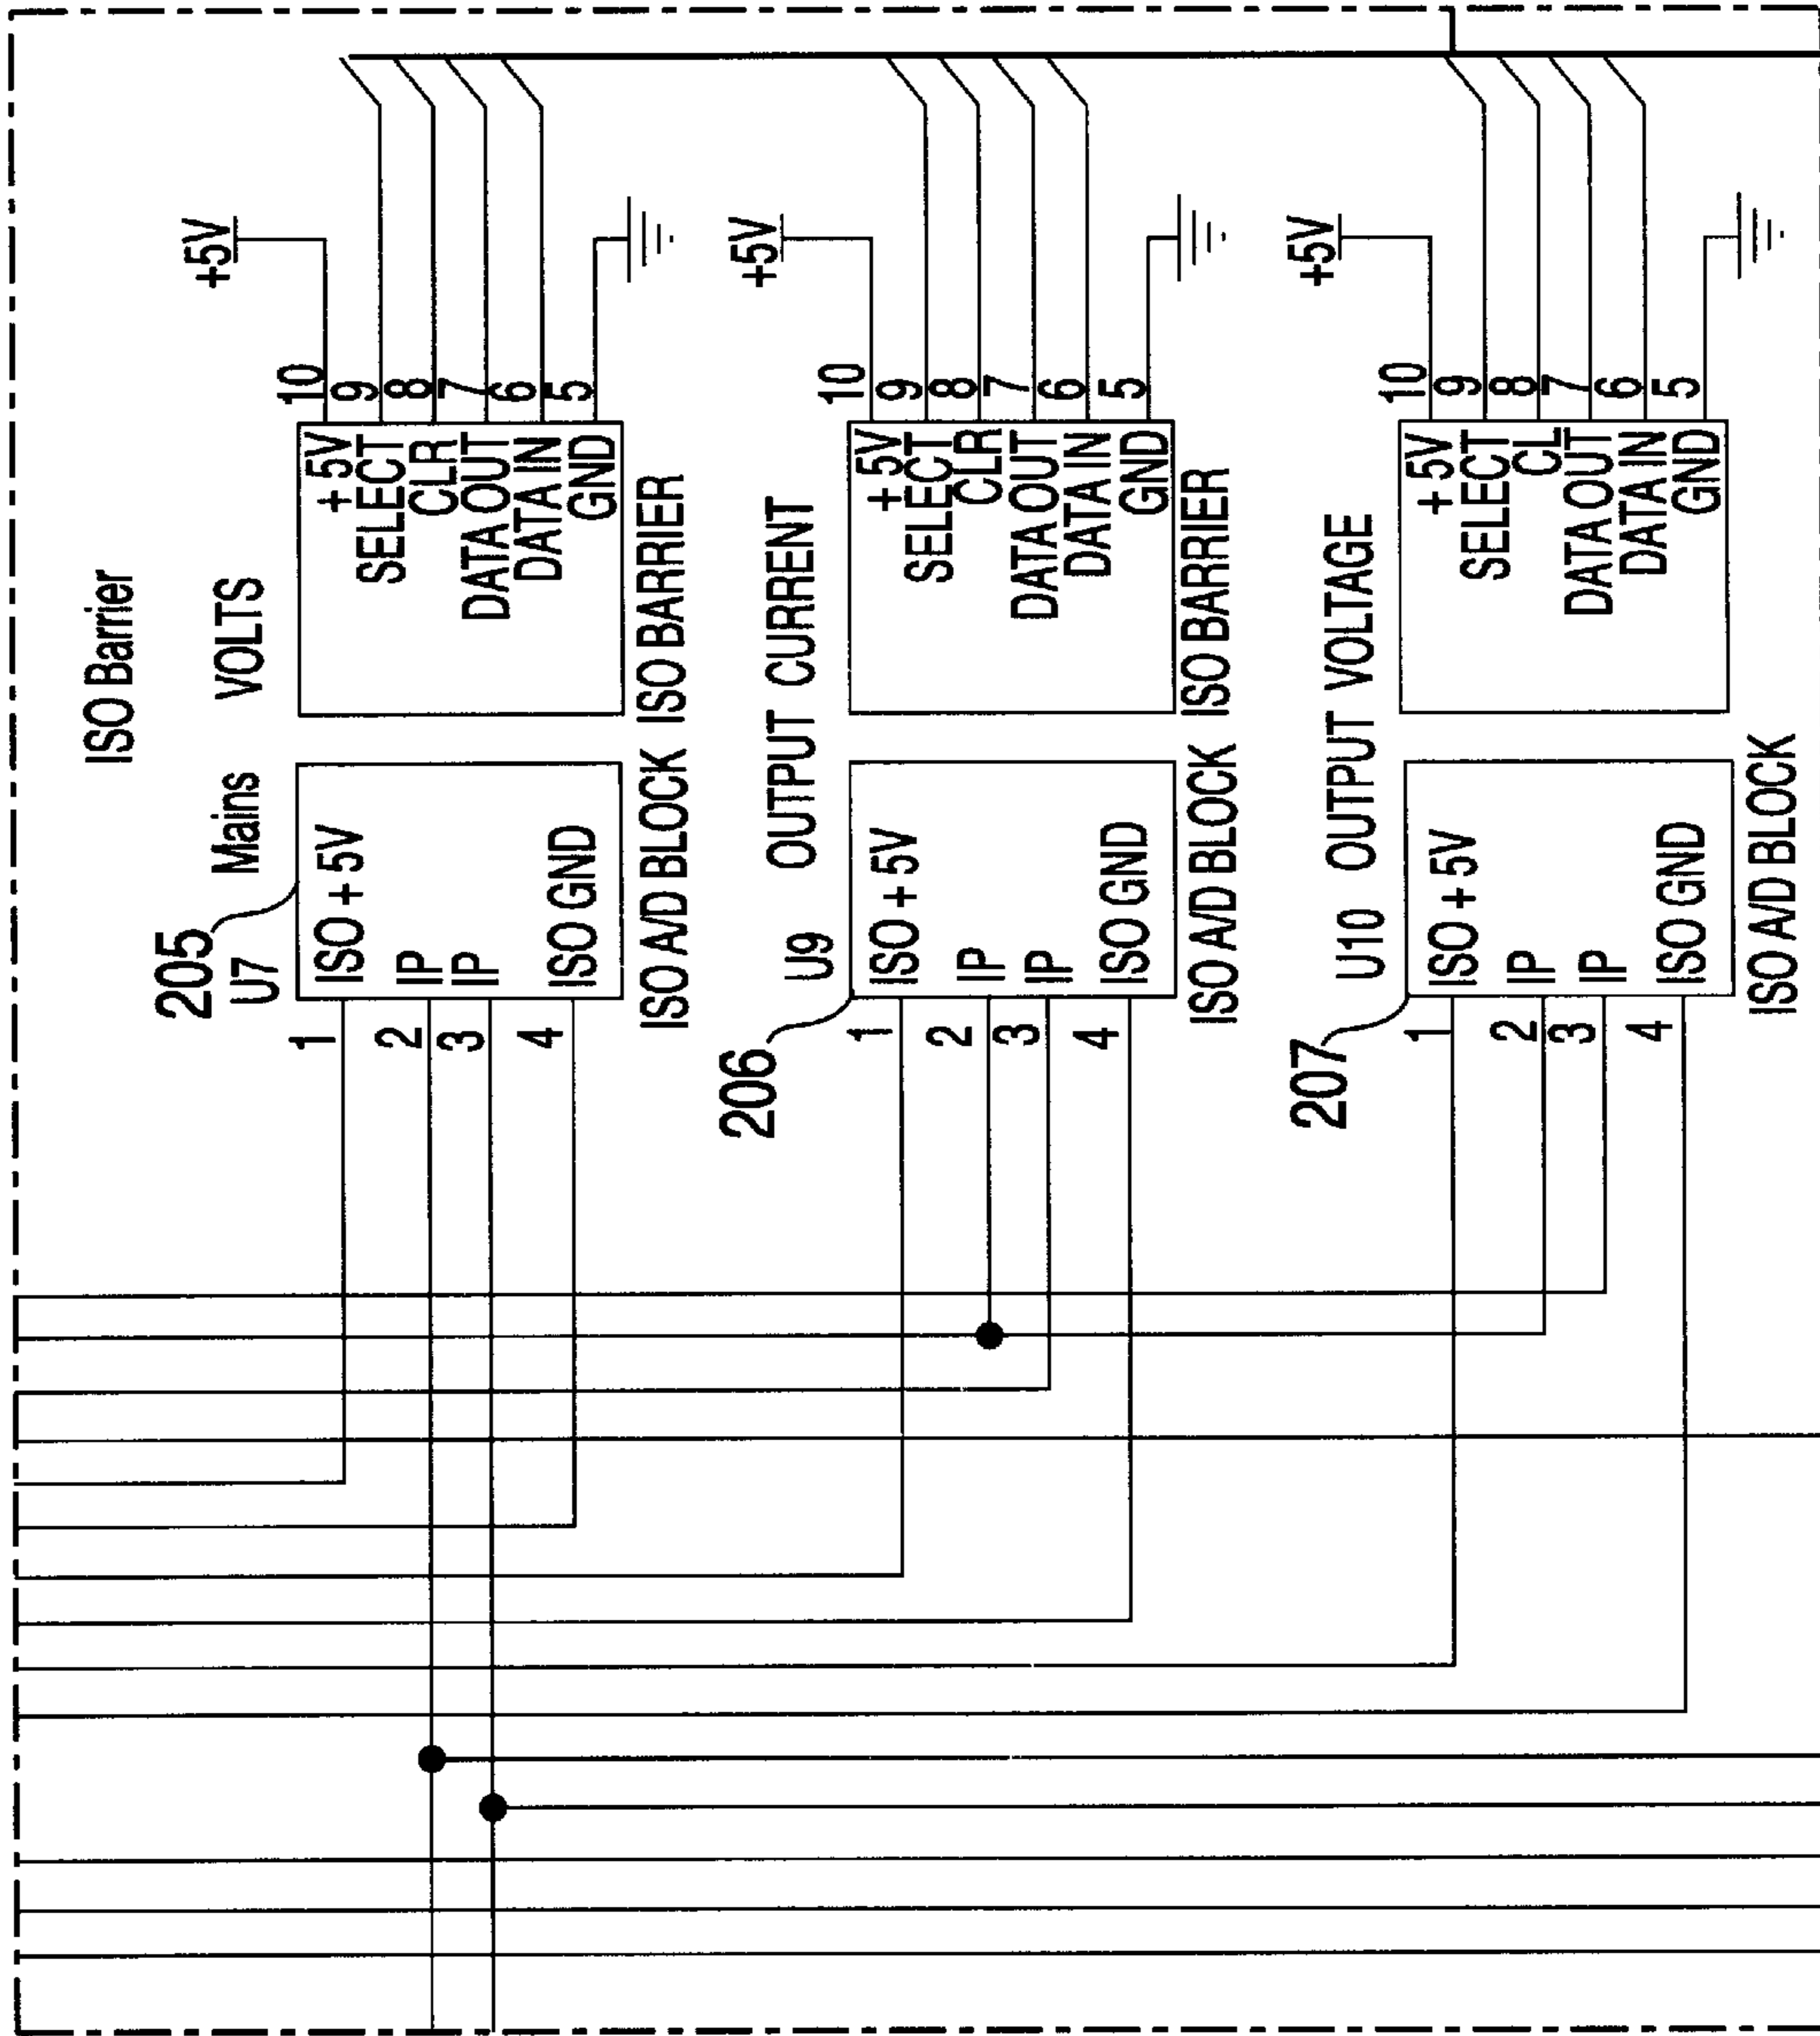 ISO Barrier
205
U7
Mains VOLTS
+5V
1
2
3
4
ISO + 5V
IP
IP
ISO GND
+ 5V
SELECT
CLR
DATA OUT
DATA IN
GND
10
9
8
7
6
5
ISO A/D BLOCK ISO BARRIER
206
U9
OUTPUT CURRENT
+5V
1
2
3
4
ISO + 5V
IP
IP
ISO GND
+ 5V
SELECT
CLR
DATA OUT
DATA IN
GND
10
9
8
7
6
5
ISO A/D BLOCK ISO BARRIER
207
U10 OUTPUT VOLTAGE
+5V
1
2
3
4
ISO + 5V
IP
IP
ISO GND
+ 5V
SELECT
CL
DATA OUT
DATA IN
GND
10
9
8
7
6
5
ISO A/D BLOCK